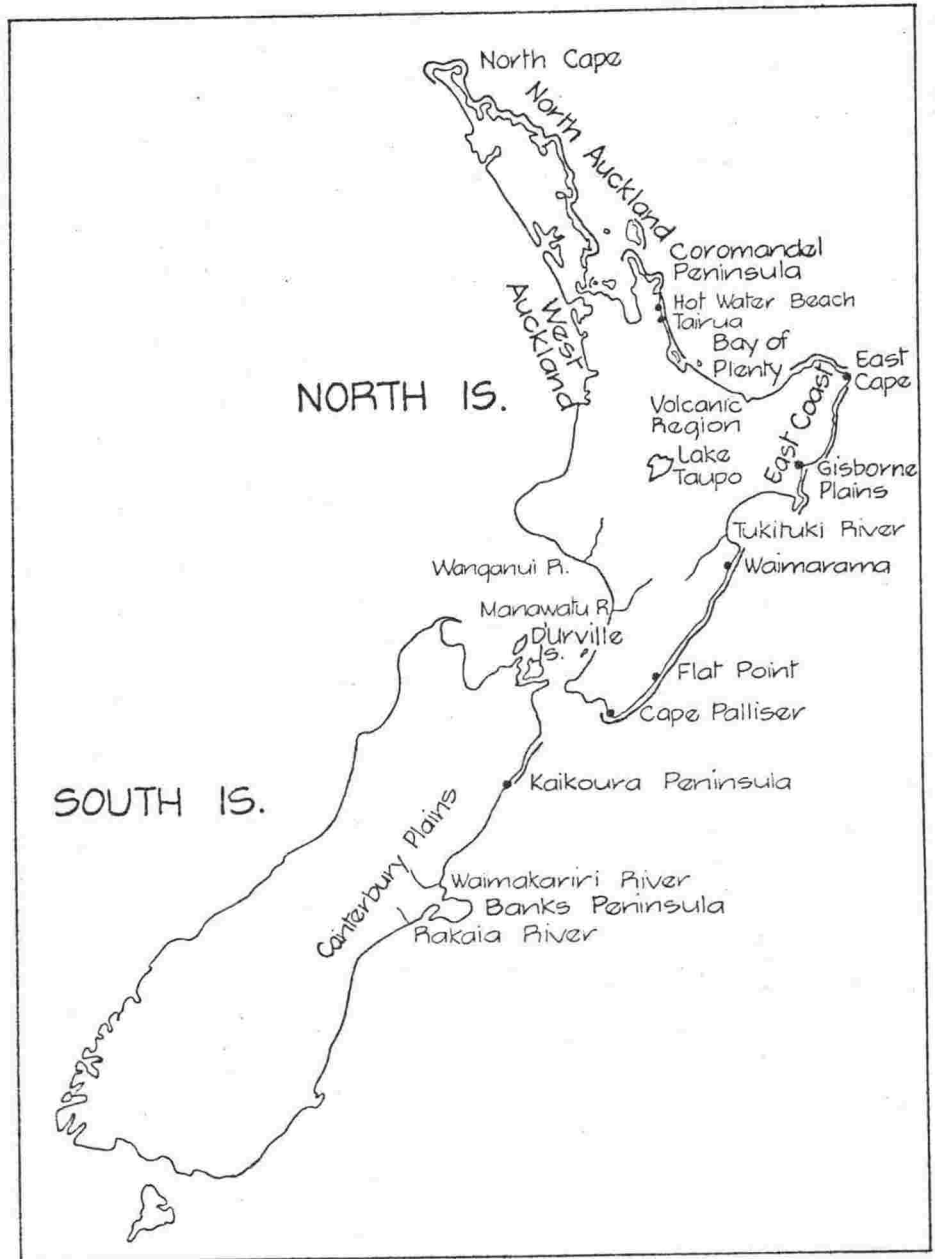 North Cape
North Auckland
Coromandel
Peninsula
Hot Water Beach
Tairua
West
Auckland
Bay of
Plenty
East
Cape
NORTH IS.
Volcanic
Region
East Coast
Lake
Taupo
Gisborne
Plains
Tukituki River
Waimarama
Wanganui R.
Manawatu R
D'Urville
Is.
Flat Point
Cape Palliser
Kaikoura Peninsula
SOUTH IS.
Canterbury Plains
Waimakariri River
Banks Peninsula
Rakaia River